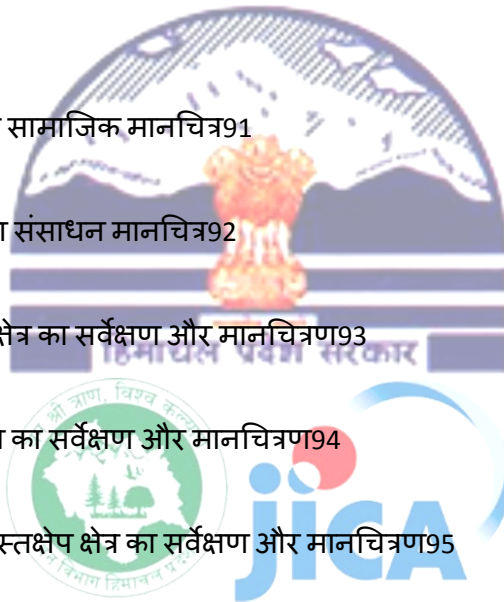 सामाजिक मानचित्र91
संसाधन मानचित्र92
क्षेत्र का सर्वेक्षण और मानचित्रण93
हिमाचल प्रदेश सरकार
का सर्वेक्षण और मानचित्रण94
स्तक्षेप क्षेत्र का सर्वेक्षण और मानचित्रण95
श्री त्राण, विश्व
jica
विभाग हिमाचल